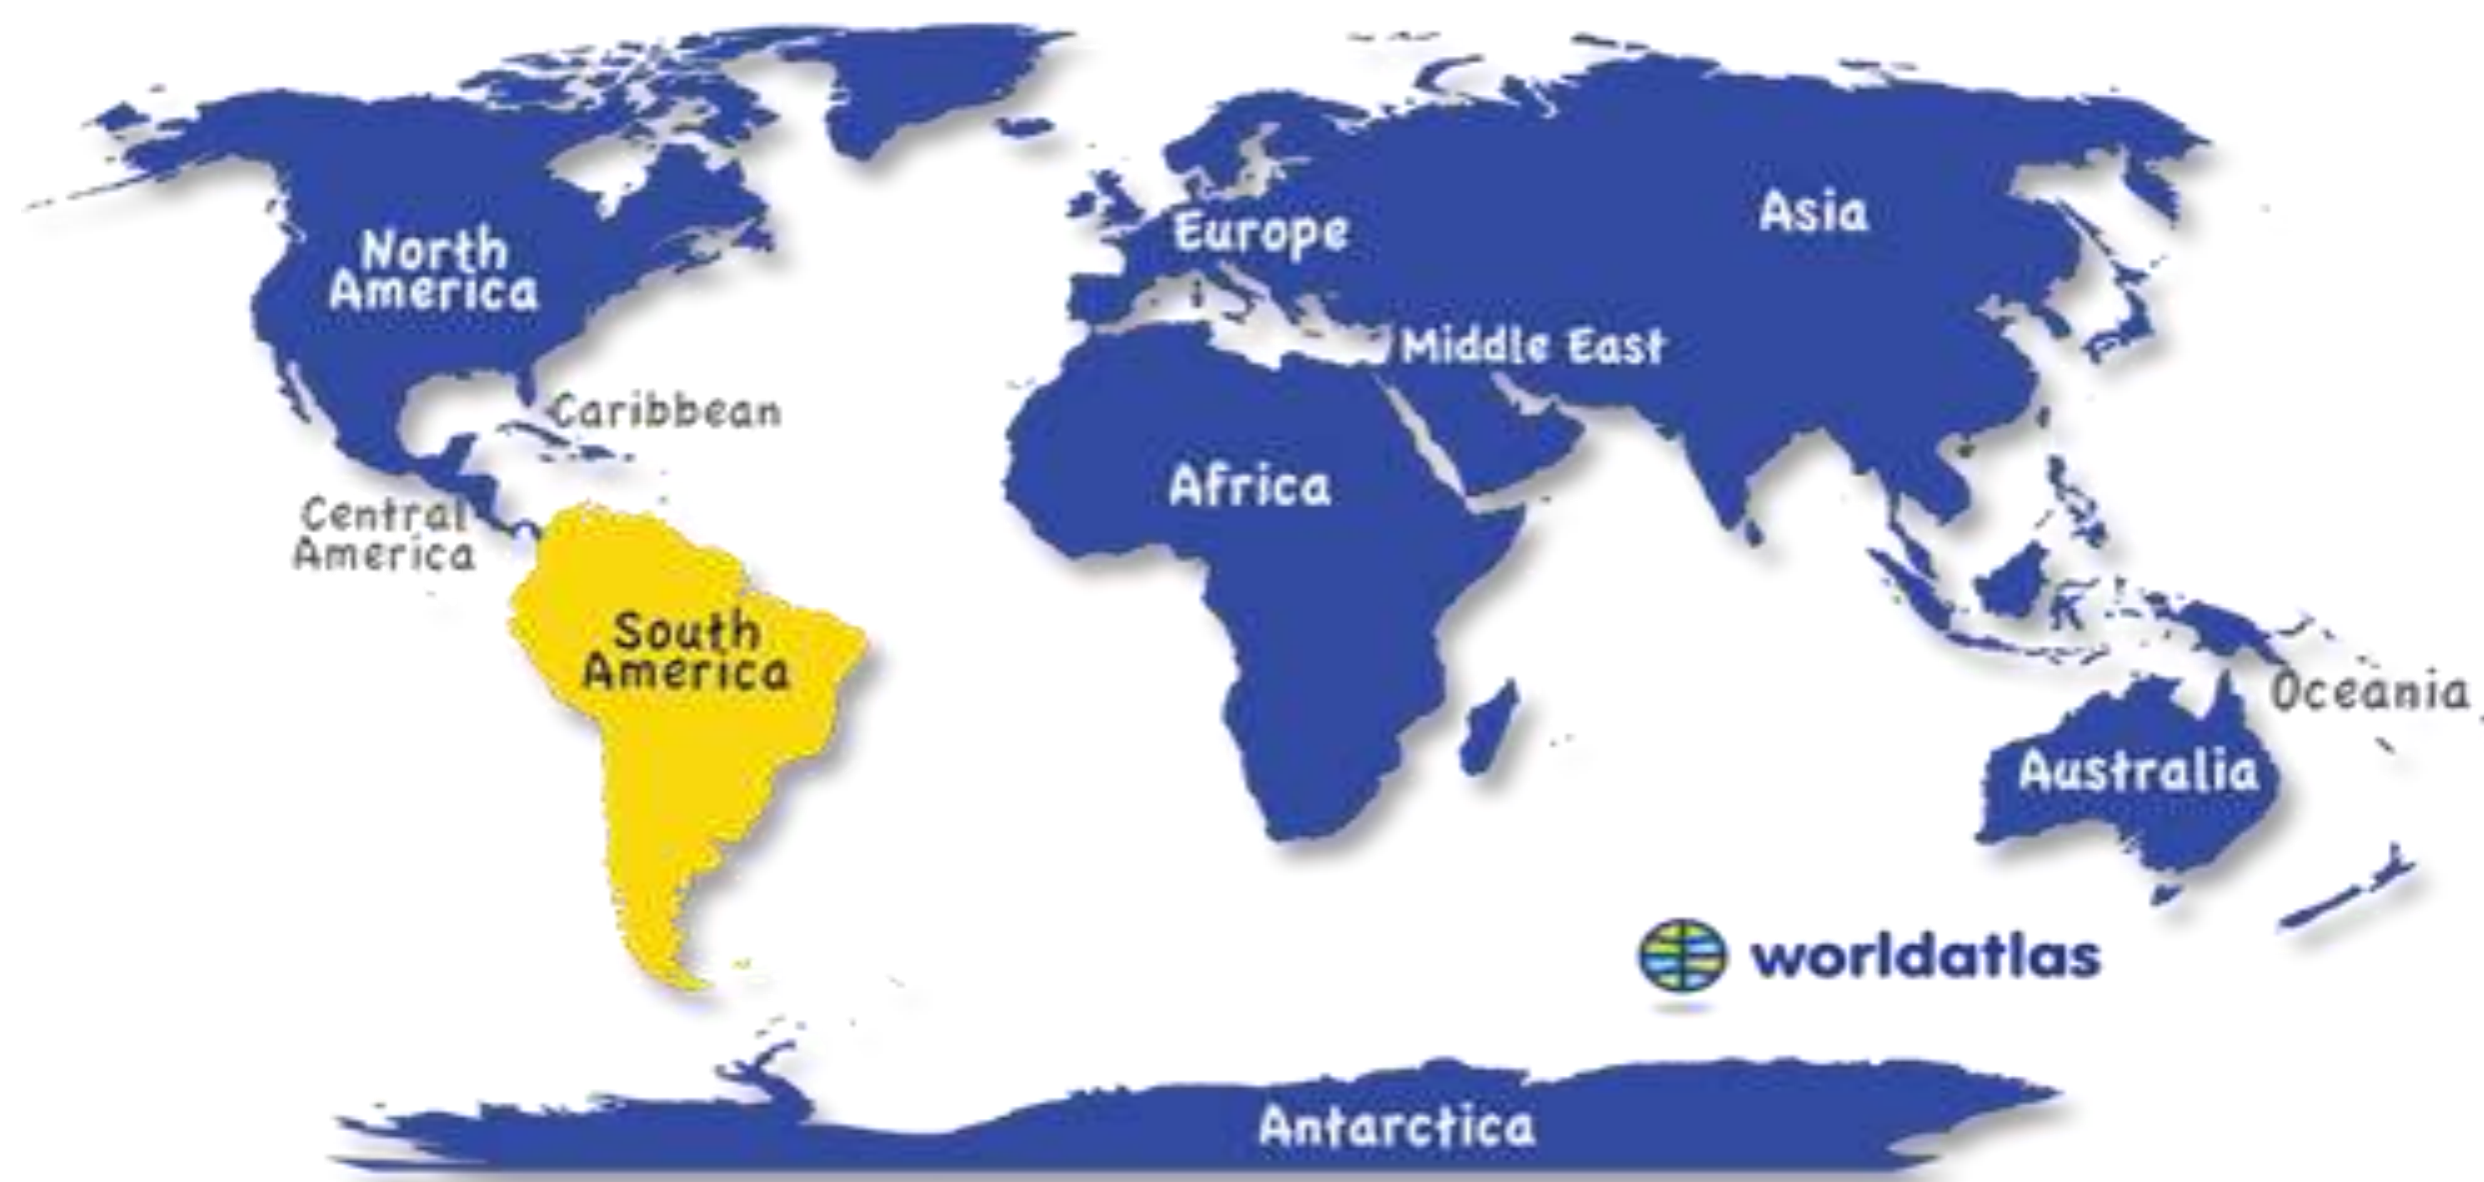 Asia
Europe
North
America
Middle East
Caribbean
Africa
Central
America
South
America
Oceania
Australia
worldatlas
Antarctica